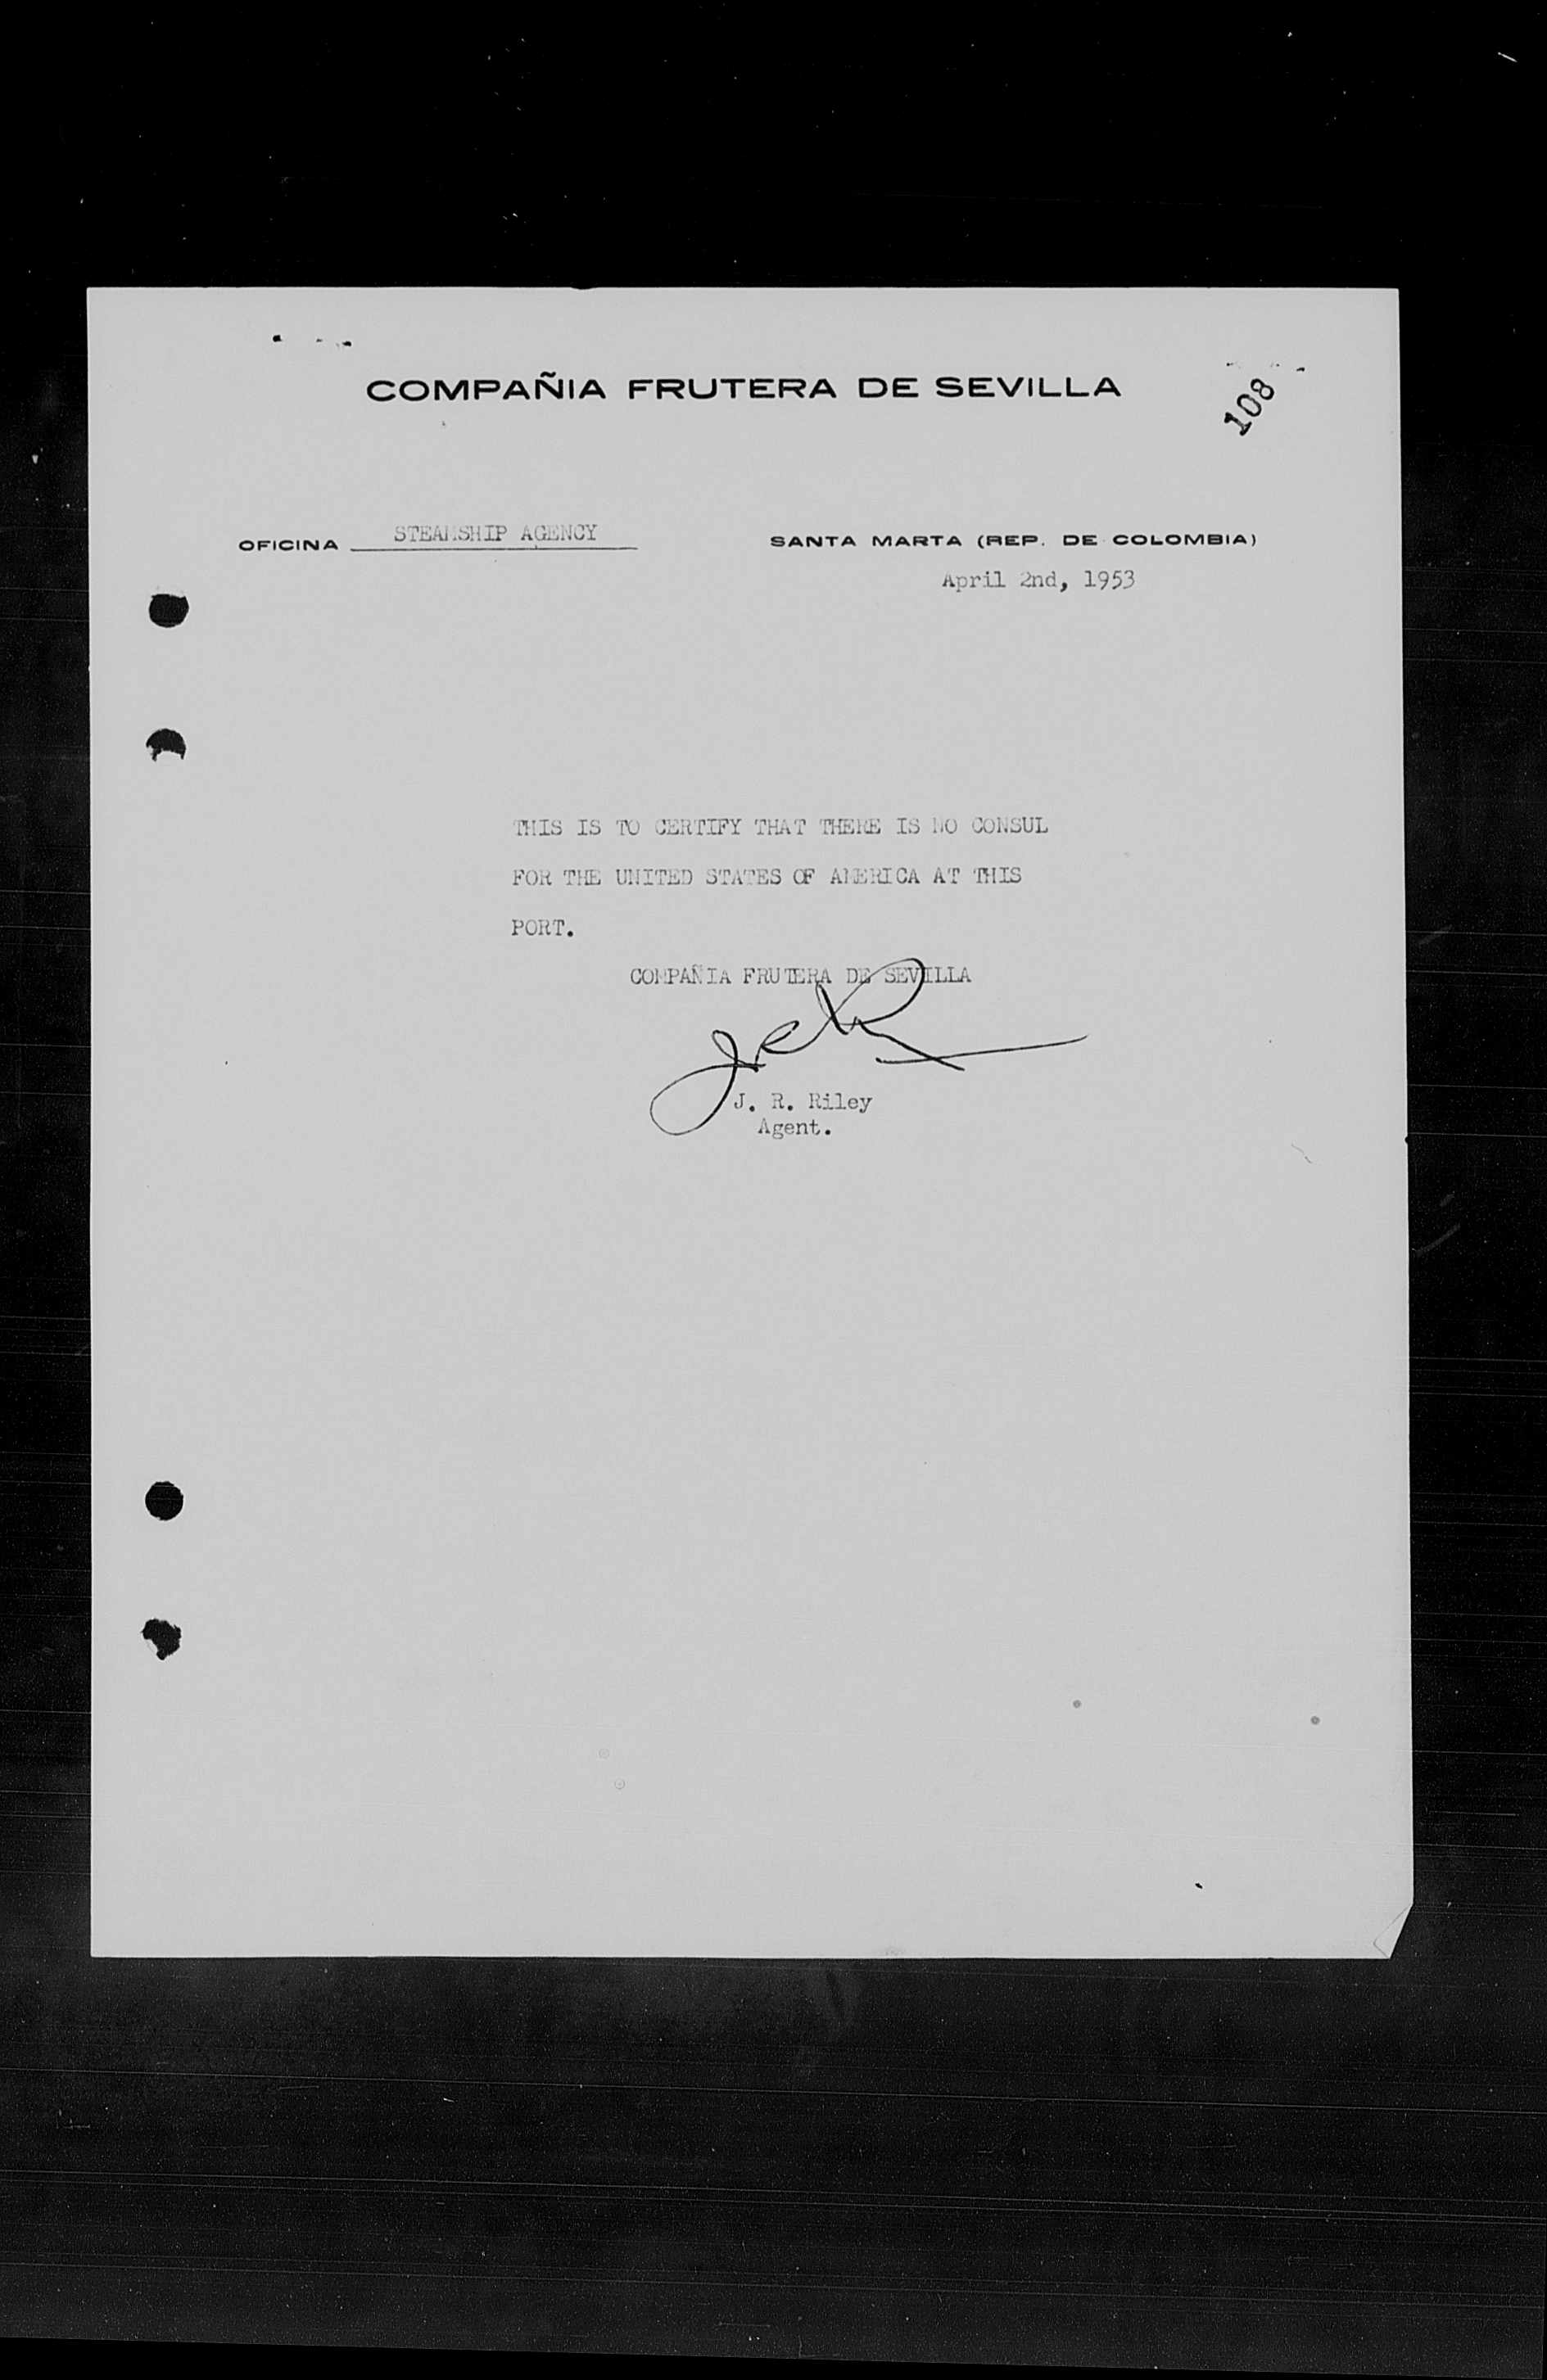 COMPAÑIA FRUTERA DE SEVILLA
108
OFICINA STEAMSHIP AGENCY
SANTA MARTA (REP. DE COLOMBIA)
April 2nd, 1953
THIS IS TO CERTIFY THAT THERE IS NO CONSUL
FOR THE UNITED STATES OF AMERICA AT THIS
PORT.
COMPAÑIA FRUTERA DE SEVILLA
J. R. Riley
Agent.